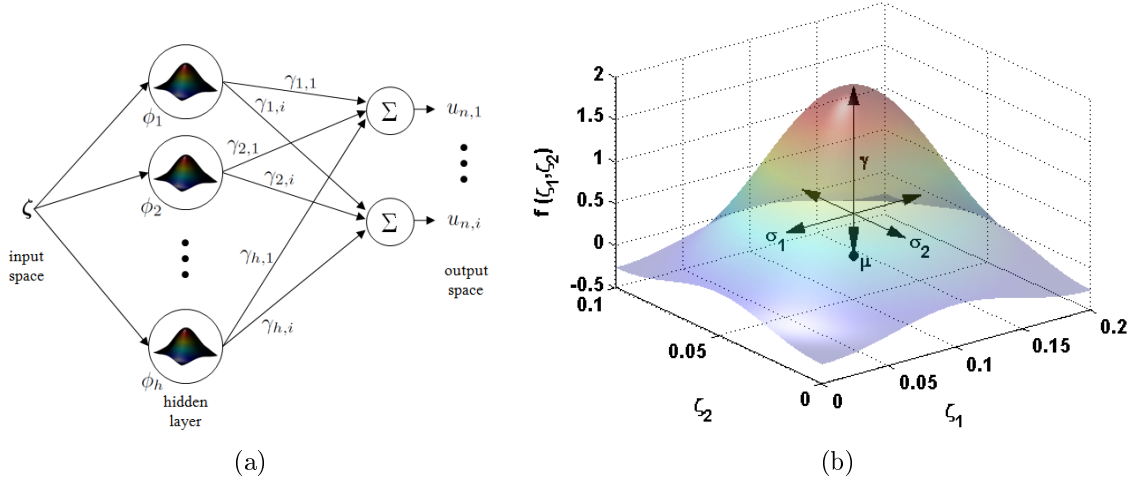 ϕ₁
ϕ₂
ϕₕ
ζ
input
space
hidden
layer
γ₁,₁
γ₁,ᵢ
γ₂,₁
γ₂,ᵢ
γₕ,₁
γₕ,ᵢ
Σ
Σ
uₙ,₁
uₙ,ᵢ
output
space
(a)
f (ζ₁,ζ₂)
2
1.5
1
0.5
0
-0.5
0.1
0.05
0
ζ₂
0
0.05
0.1
0.15
0.2
ζ₁
γ
σ₁
σ₂
μ
(b)